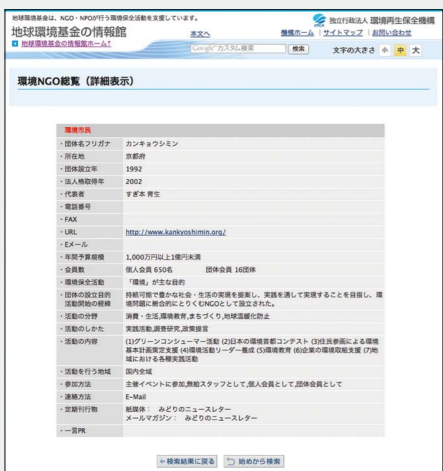 地球環境基金は、NGO・NPOが行う環境保全活動を支援しています。
独立行政法人 環境再生保全機構
地球環境基金の情報館
本文へ
機構ホーム | サイトマップ | お問い合わせ
地球環境基金の情報館ホーム↑
Google カスタム検索
検索
文字の大きさ 小 中 大
環境NGO総覧（詳細表示）
環境市民
・団体名フリガナ カンキョウシミン
・所在地 京都府
・団体設立年 1992
・法人格取得年 2002
・代表者 すぎ本 育生
・電話番号
・FAX
・URL http://www.kankyoshimin.org/
・Eメール
・年間予算規模 1,000万円以上1億円未満
・会員数 個人会員 650名 団体会員 16団体
・環境保全活動 「環境」が主な目的
・団体の設立目的 持続可能で豊かな社会・生活の実現を提案し、実践を通して実現することを目指し、環
活動開始の経緯 境問題に総合的にとりくむNGOとして設立された。
・活動の分野 消費・生活,環境教育,まちづくり,地球温暖化防止
・活動のしかた 実践活動,調査研究,政策提言
・活動の内容 (1)グリーンコンシューマー活動 (2)日本の環境首都コンテスト (3)住民参画による環境
基本計画策定支援 (4)環境活動リーダー養成 (5)環境教育 (6)企業の環境取組支援 (7)地
域における各種実践活動
・活動を行う地域 国内全域
・参加方法 主催イベントに参加,無給スタッフとして,個人会員として,団体会員として
・連絡方法 E-Mail
・定期刊行物 紙媒体： みどりのニュースレター
メールマガジン： みどりのニュースレター
・一言PR
←検索結果に戻る 始めから検索